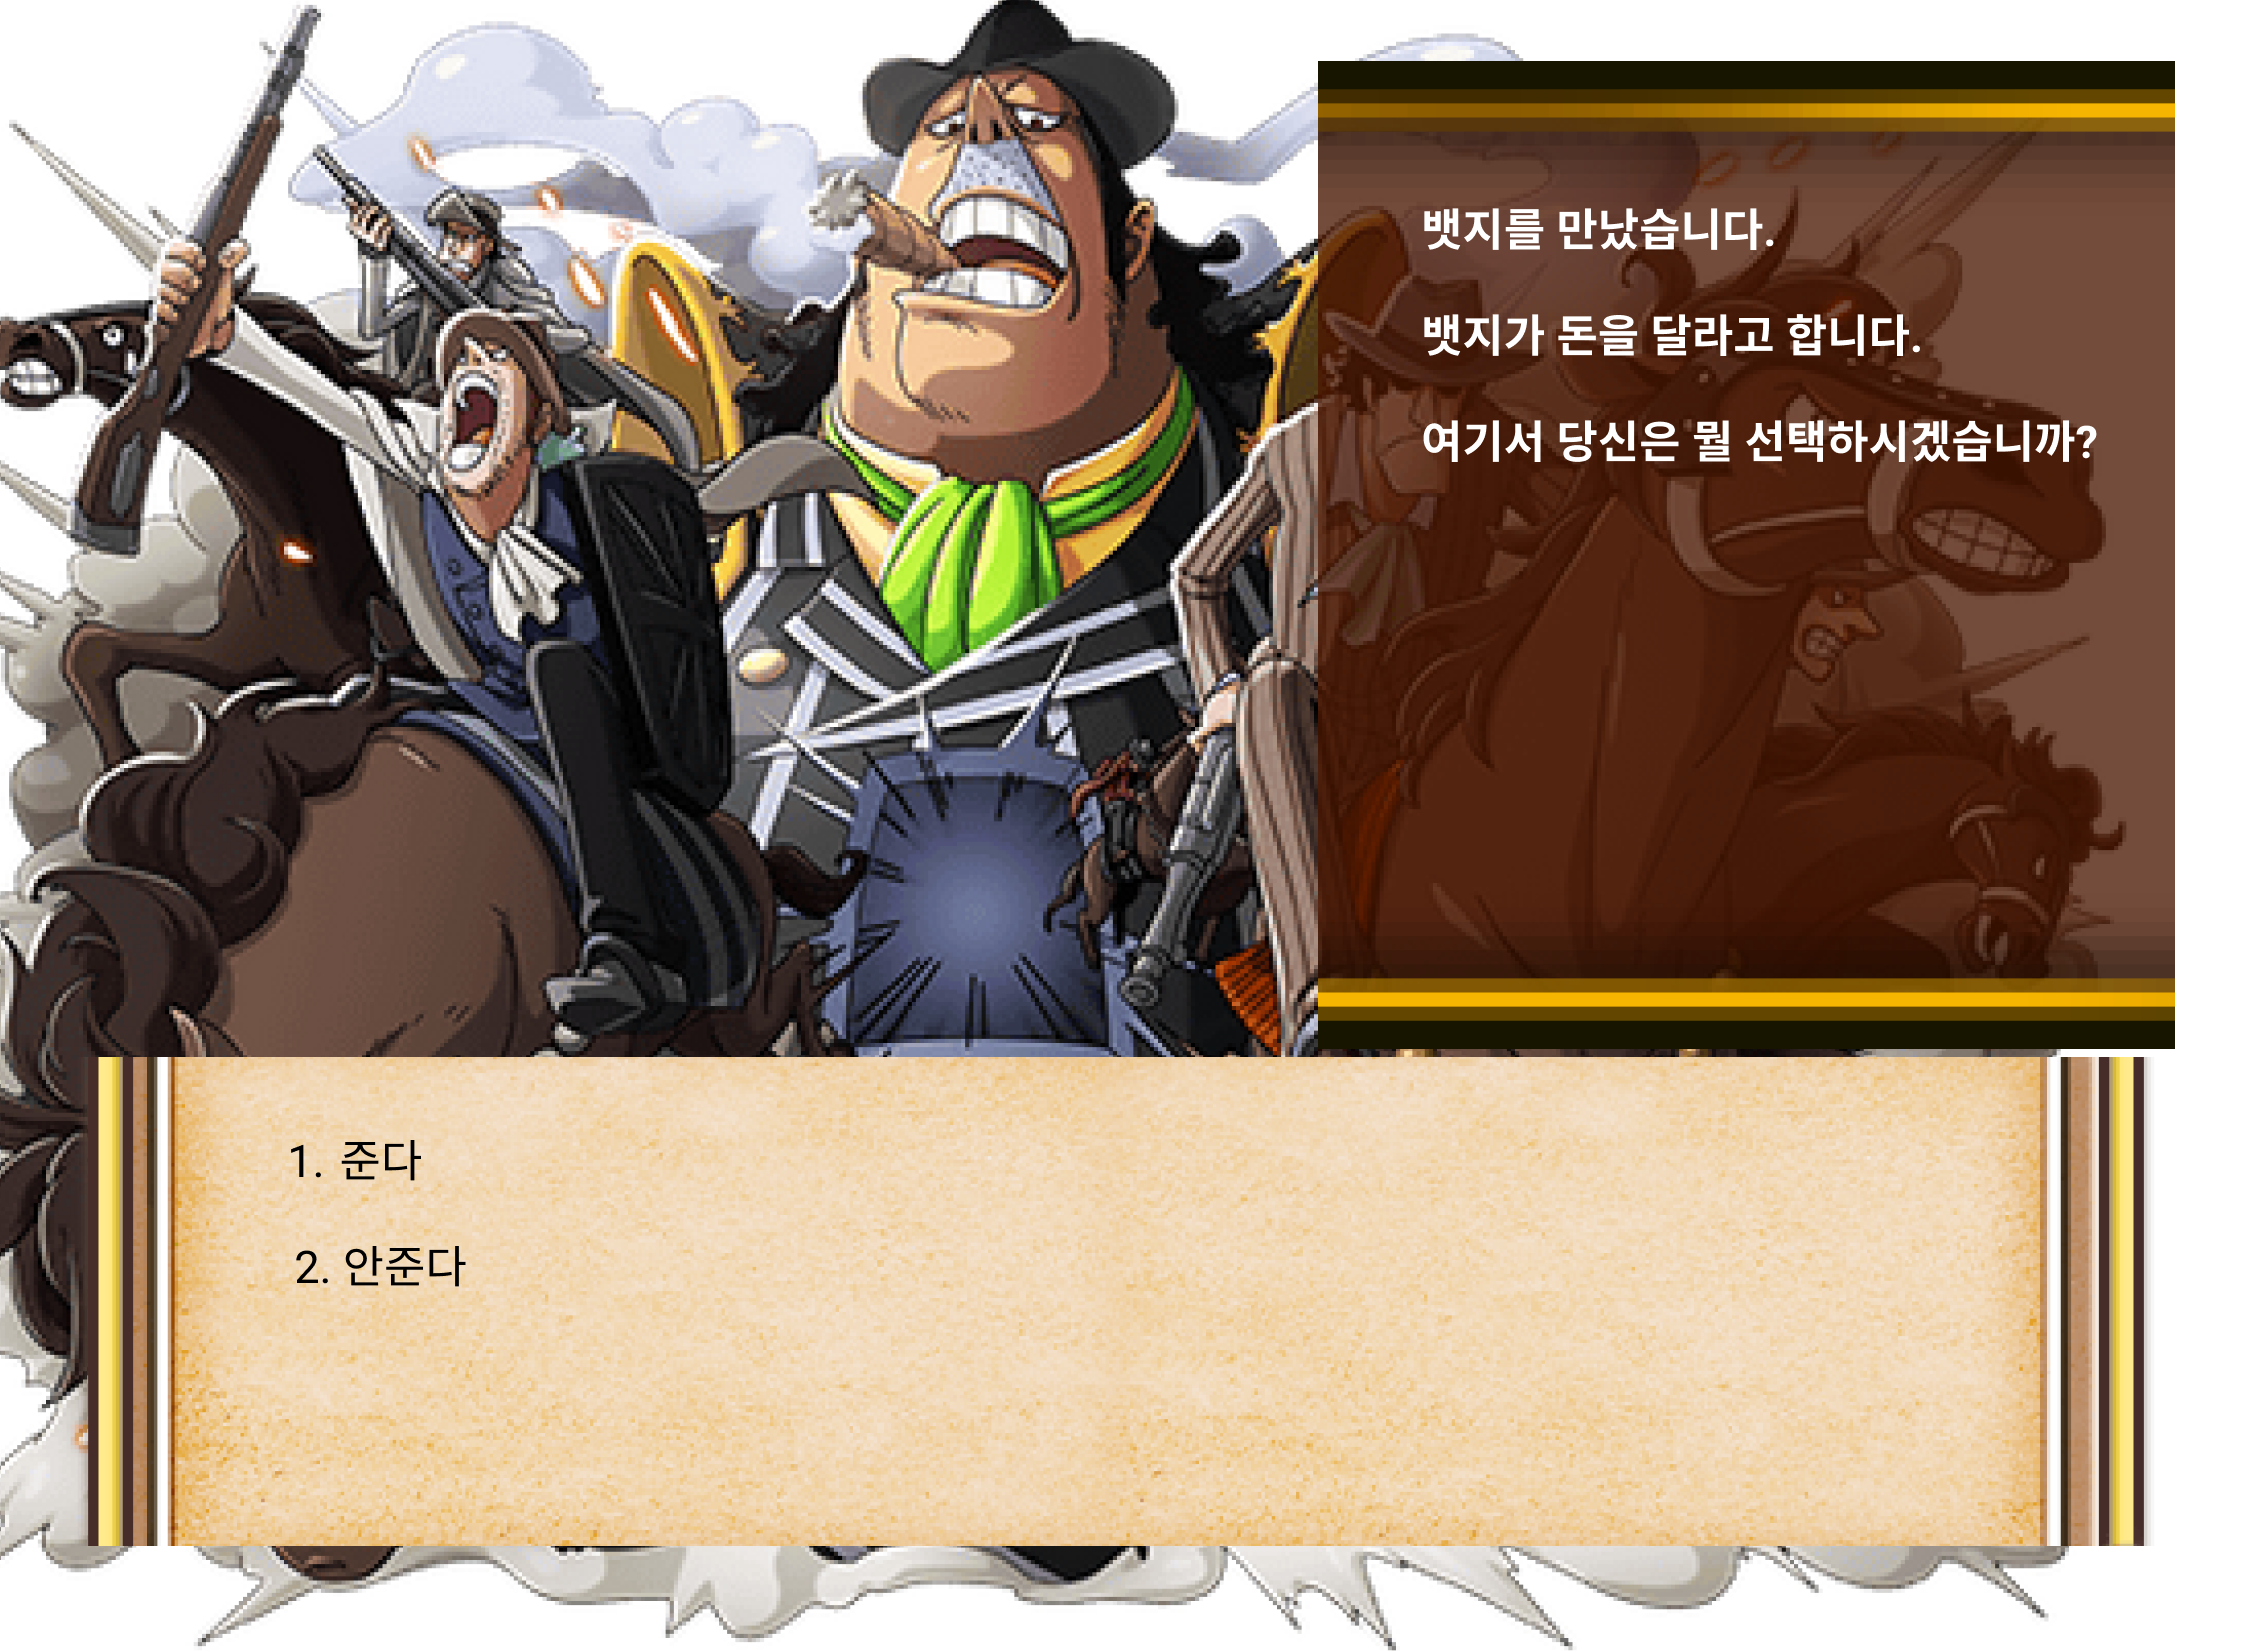 뱃지를 만났습니다.
뱃지가 돈을 달라고 합니다.
여기서 당신은 뭘 선택하시겠습니까?
1. 준다
2. 안준다